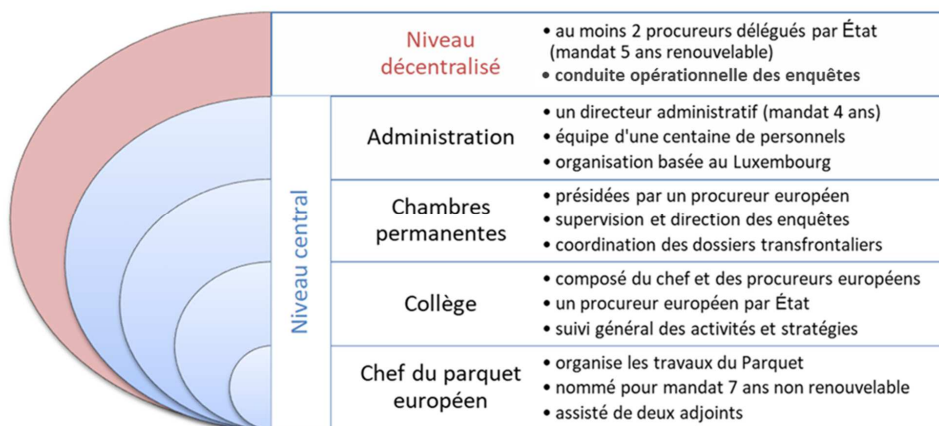 Niveau
décentralisé
• au moins 2 procureurs délégués par État
(mandat 5 ans renouvelable)
• conduite opérationnelle des enquêtes
Niveau central
Administration
• un directeur administratif (mandat 4 ans)
• équipe d'une centaine de personnels
• organisation basée au Luxembourg
Chambres
permanentes
• présidées par un procureur européen
• supervision et direction des enquêtes
• coordination des dossiers transfrontaliers
Collège
• composé du chef et des procureurs européens
• un procureur européen par État
• suivi général des activités et stratégies
Chef du parquet
européen
• organise les travaux du Parquet
• nommé pour mandat 7 ans non renouvelable
• assisté de deux adjoints